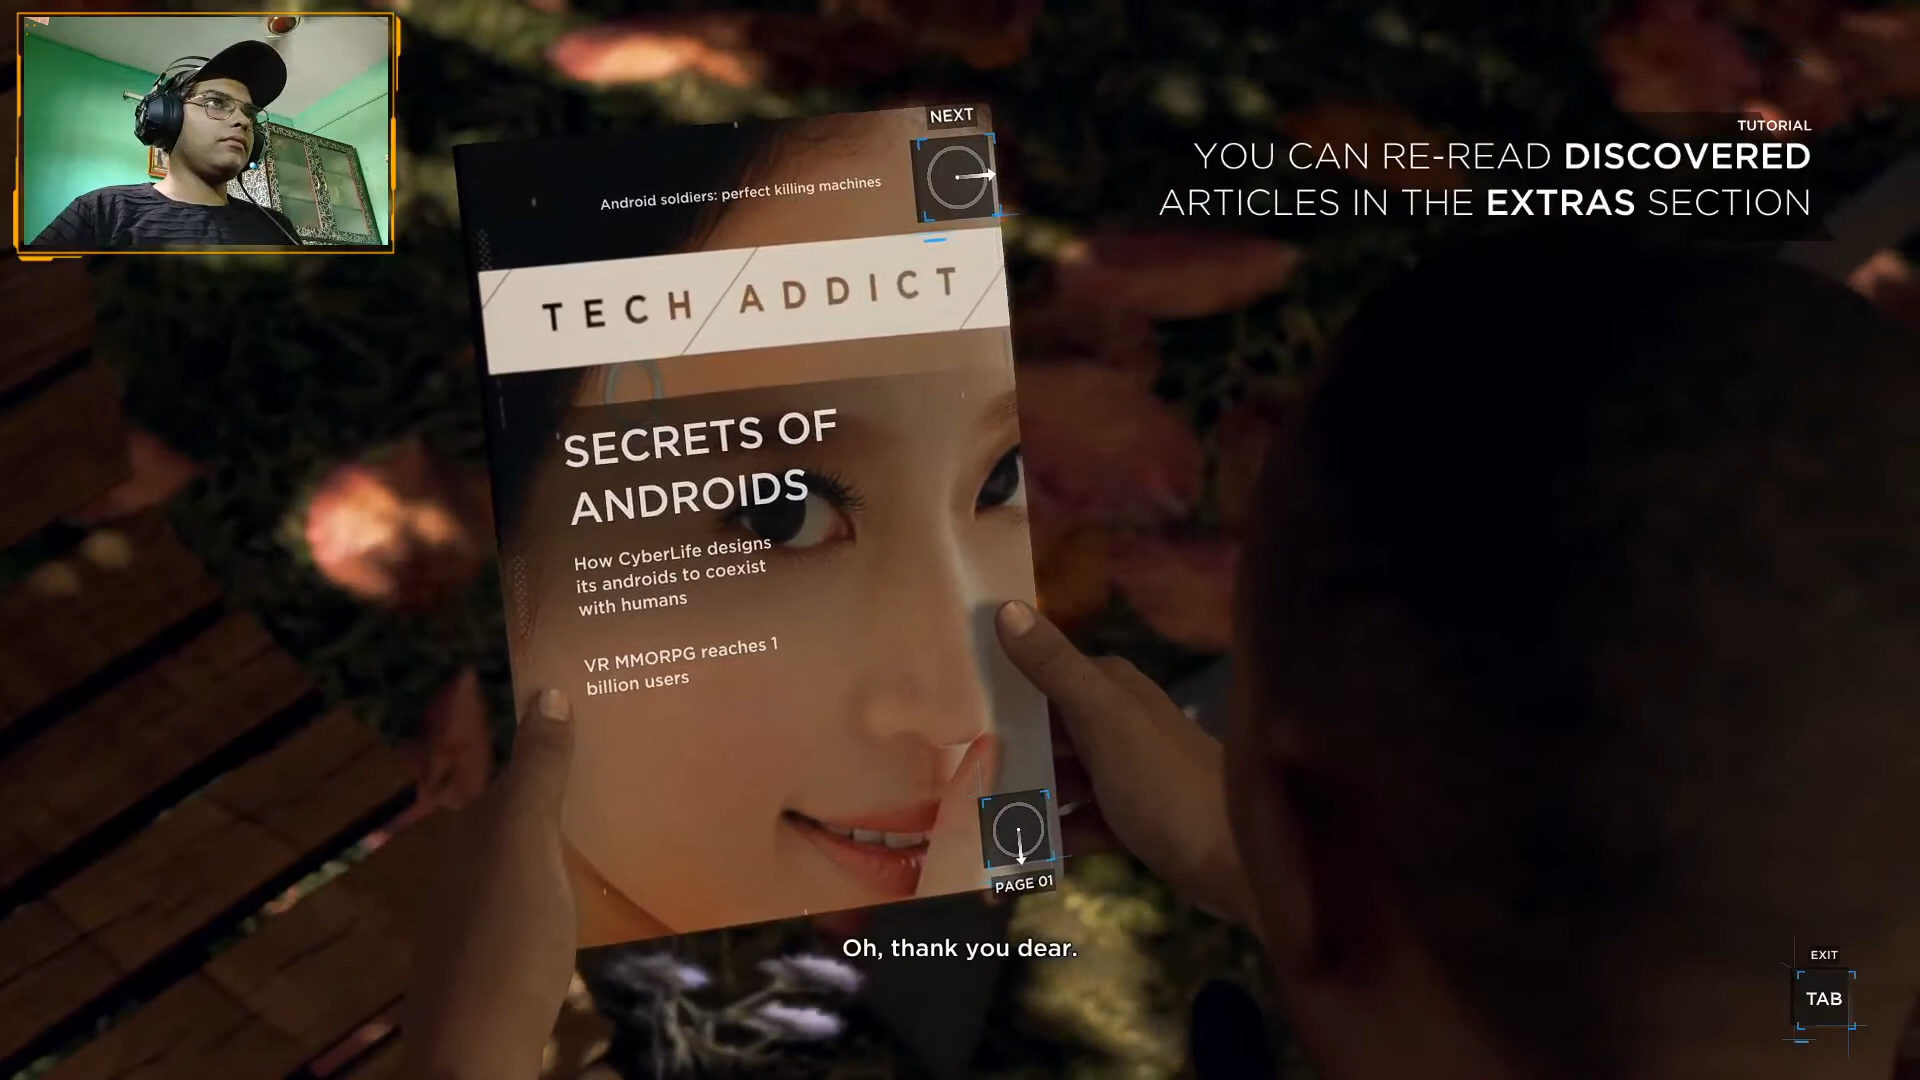 NEXT
Android soldiers: perfect killing machines
TECH ADDICT
SECRETS OF
ANDROIDS
How CyberLife designs
its androids to coexist
with humans
VR MMORPG reaches 1
billion users
PAGE 01
TUTORIAL
YOU CAN RE-READ DISCOVERED
ARTICLES IN THE EXTRAS SECTION
Oh, thank you dear.
EXIT
TAB